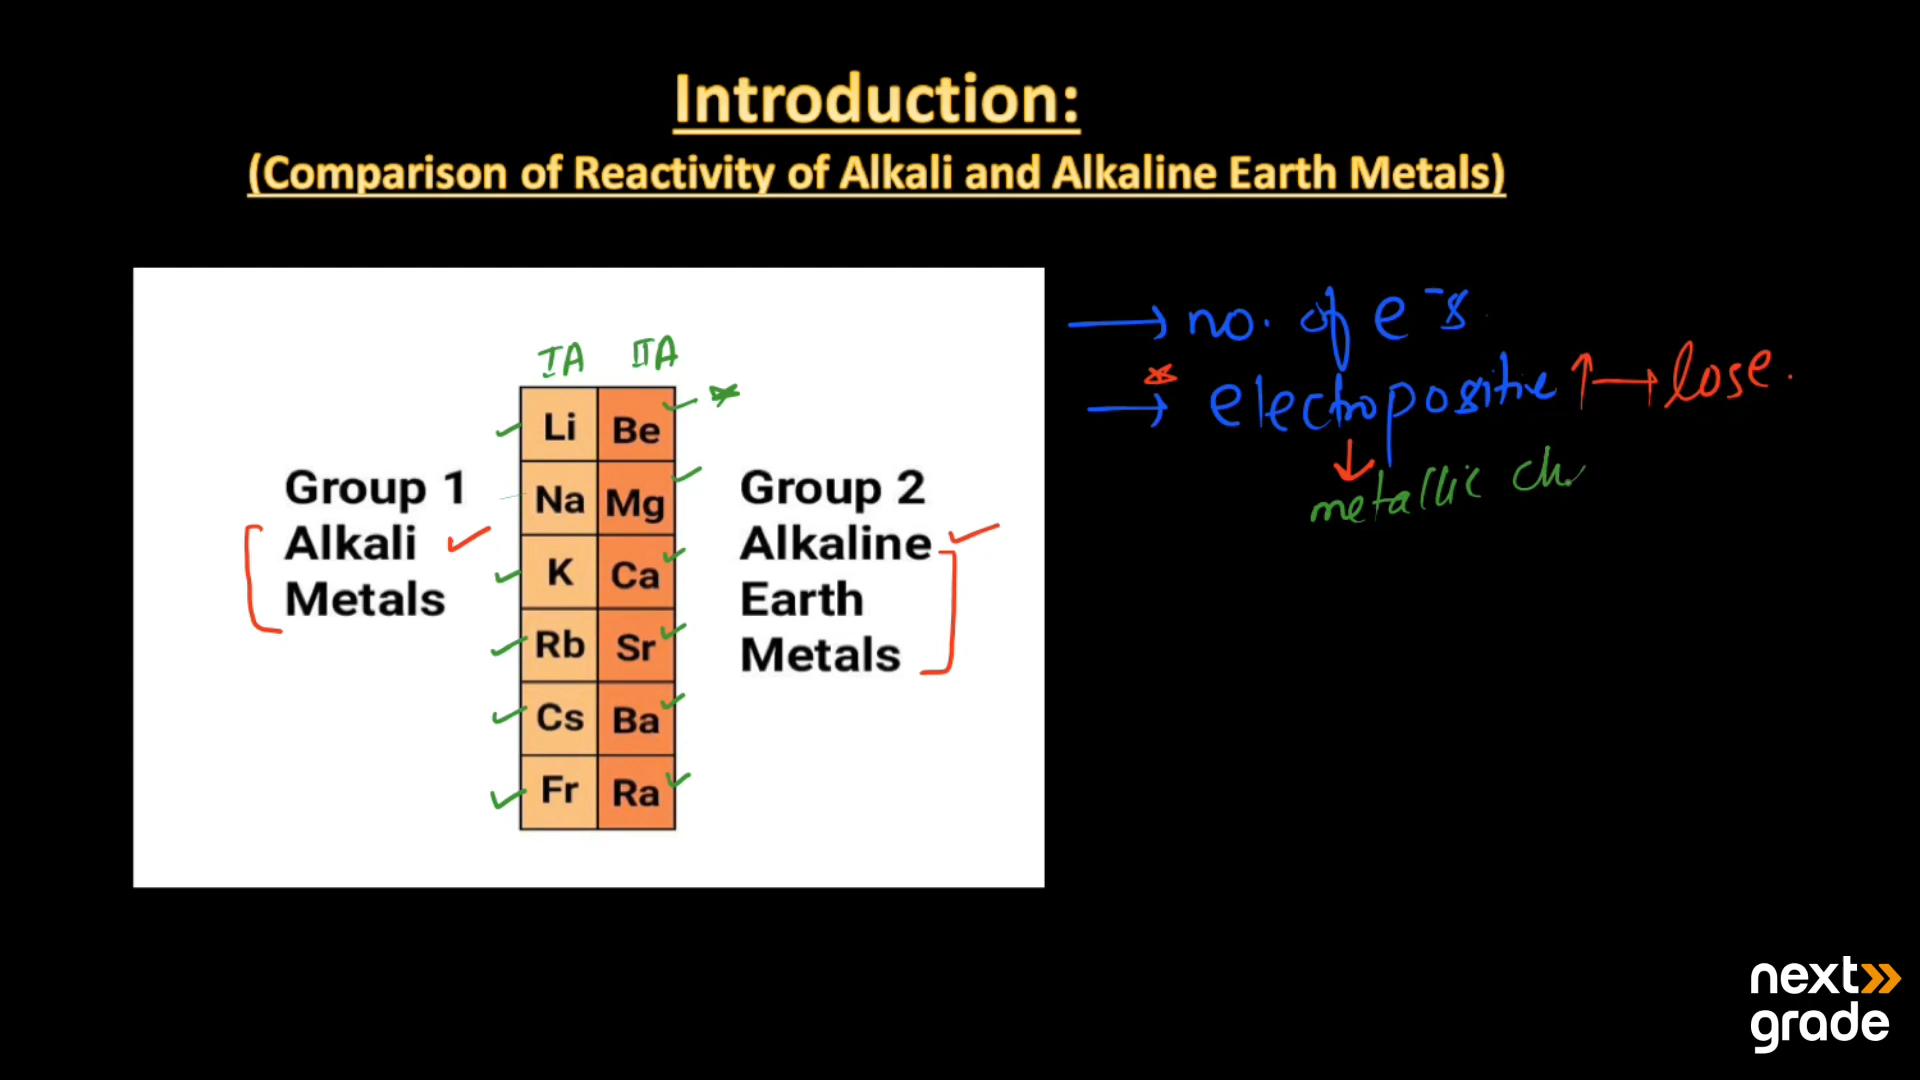 Introduction:
(Comparison of Reactivity of Alkali and Alkaline Earth Metals)
IA IIA
Li Be
Na Mg
K Ca
Rb Sr
Cs Ba
Fr Ra
Group 1
Alkali
Metals
Group 2
Alkaline
Earth
Metals
→ no. of e⁻s
* → electropositive ↑→ lose.
↓
metallic ch.
next
grade